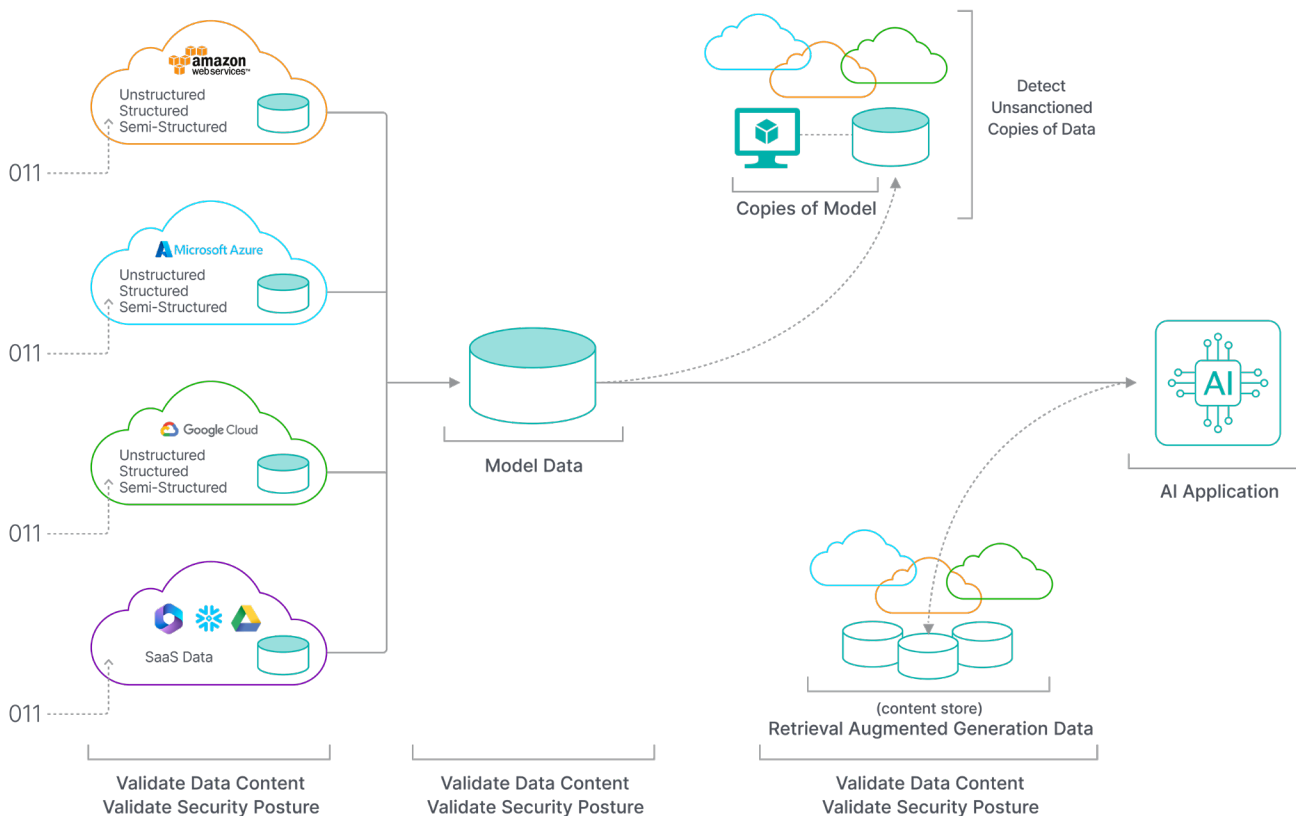 amazon
webservices™
Unstructured
Structured
Semi-Structured
011
Microsoft Azure
Unstructured
Structured
Semi-Structured
011
Google Cloud
Unstructured
Structured
Semi-Structured
011
SaaS Data
011
Validate Data Content
Validate Security Posture
Model Data
Validate Data Content
Validate Security Posture
Copies of Model
Detect
Unsanctioned
Copies of Data
AI
AI Application
(content store)
Retrieval Augmented Generation Data
Validate Data Content
Validate Security Posture